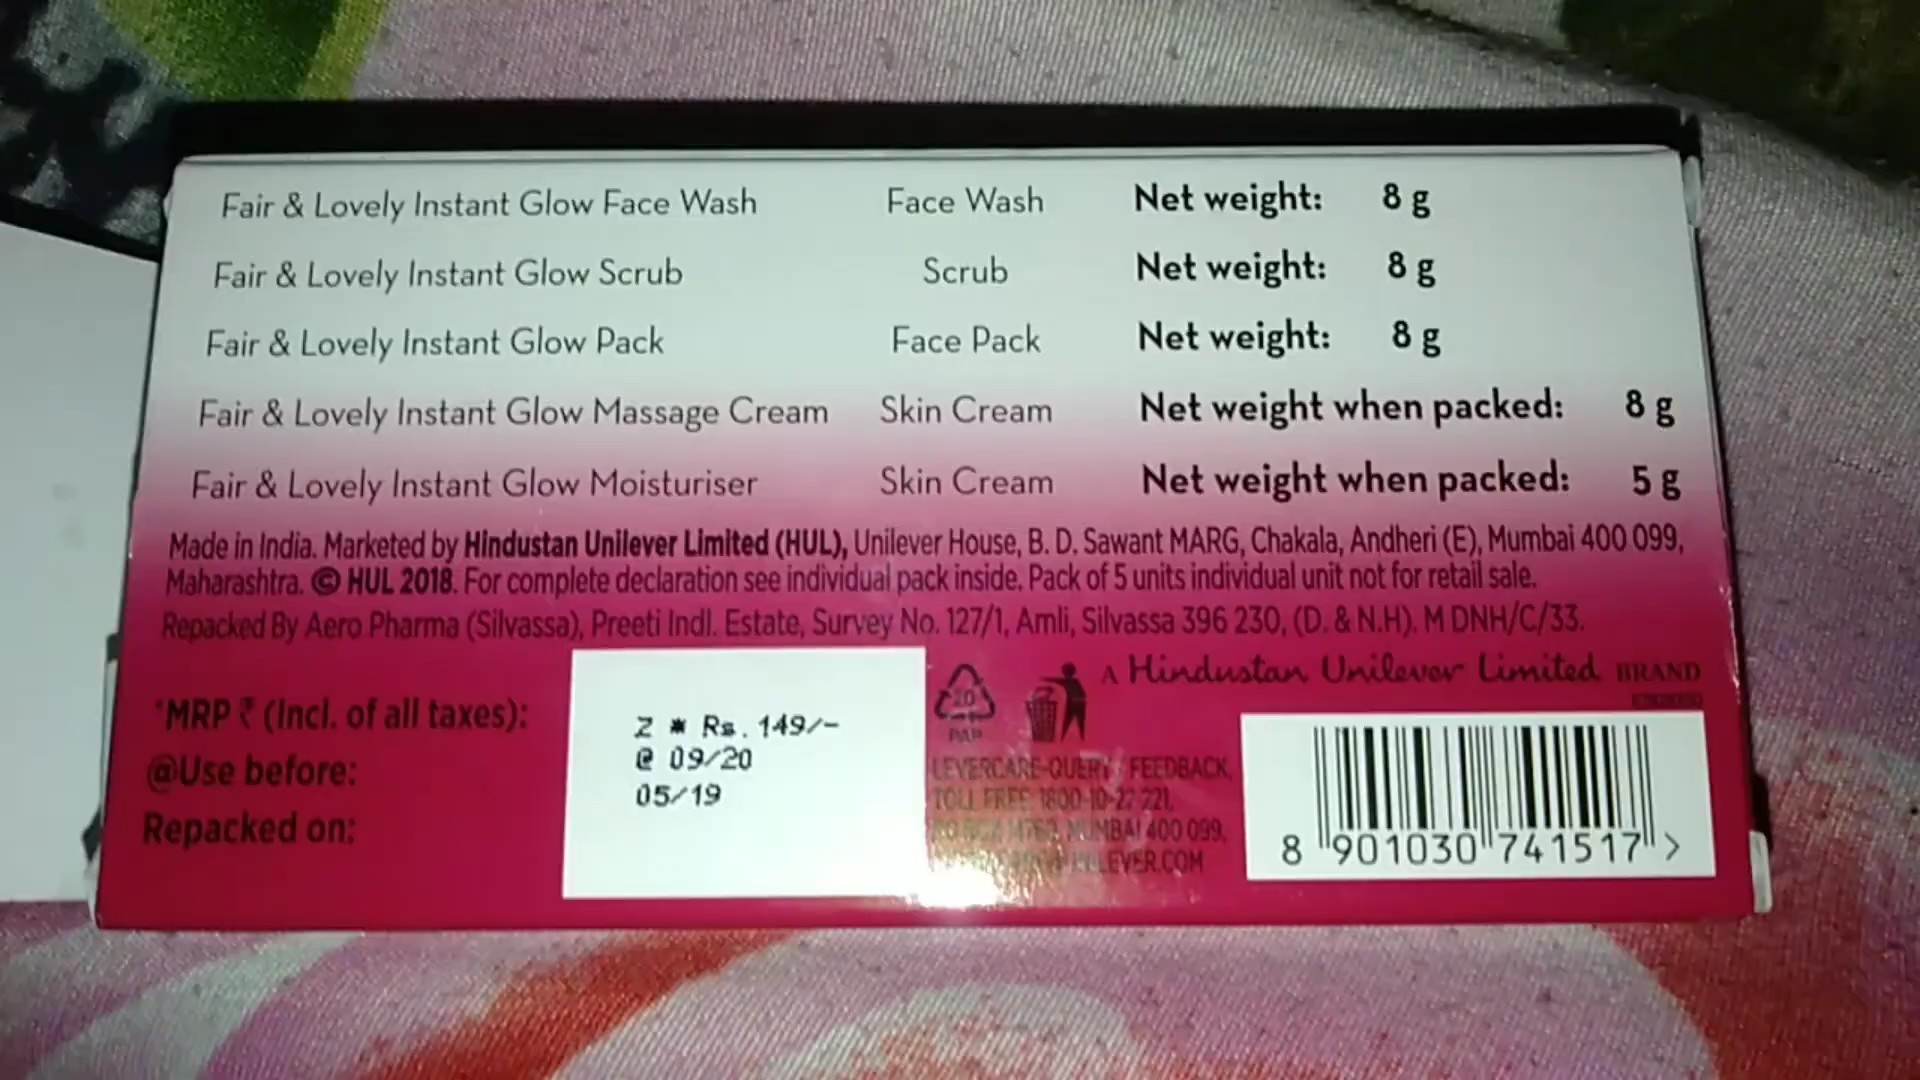 Fair & Lovely Instant Glow Face Wash Face Wash Net weight: 8 g
Fair & Lovely Instant Glow Scrub Scrub Net weight: 8 g
Fair & Lovely Instant Glow Pack Face Pack Net weight: 8 g
Fair & Lovely Instant Glow Massage Cream Skin Cream Net weight when packed: 8 g
Fair & Lovely Instant Glow Moisturiser Skin Cream Net weight when packed: 5 g
Made in India. Marketed by Hindustan Unilever Limited (HUL), Unilever House, B. D. Sawant MARG, Chakala, Andheri (E), Mumbai 400 099,
Maharashtra. © HUL 2018. For complete declaration see individual pack inside. Pack of 5 units individual unit not for retail sale.
Repacked By Aero Pharma (Silvassa), Preeti Indl. Estate, Survey No. 127/1, Amli, Silvassa 396 230, (D. & N.H). M DNH/C/33.
*MRP ₹ (Incl. of all taxes):
@Use before:
Repacked on:
Z * Rs. 149/-
@ 09/20
05/19
20
PAP
A Hindustan Unilever Limited BRAND
LEVERCARE-QUERY / FEEDBACK,
TOLL FREE 1800-10-22 221,
MUMBAI 400 099.
8 901030 741517 >